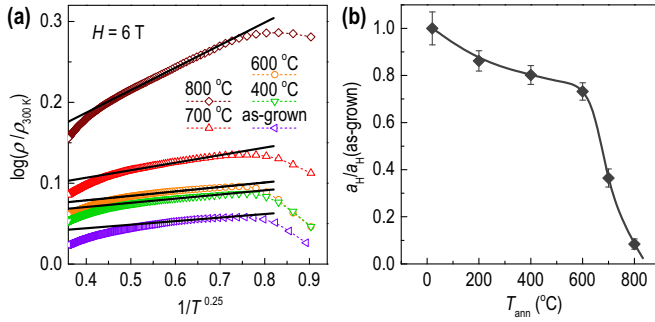 (a)
H = 6 T
600 °C
800 °C
400 °C
700 °C
as-grown
log(ρ/ρ300 K)
0.3
0.2
0.1
0.0
0.4 0.5 0.6 0.7 0.8 0.9
1/T^0.25
(b)
aH/aH(as-grown)
1.0
0.8
0.6
0.4
0.2
0.0
0 200 400 600 800
Tann (°C)